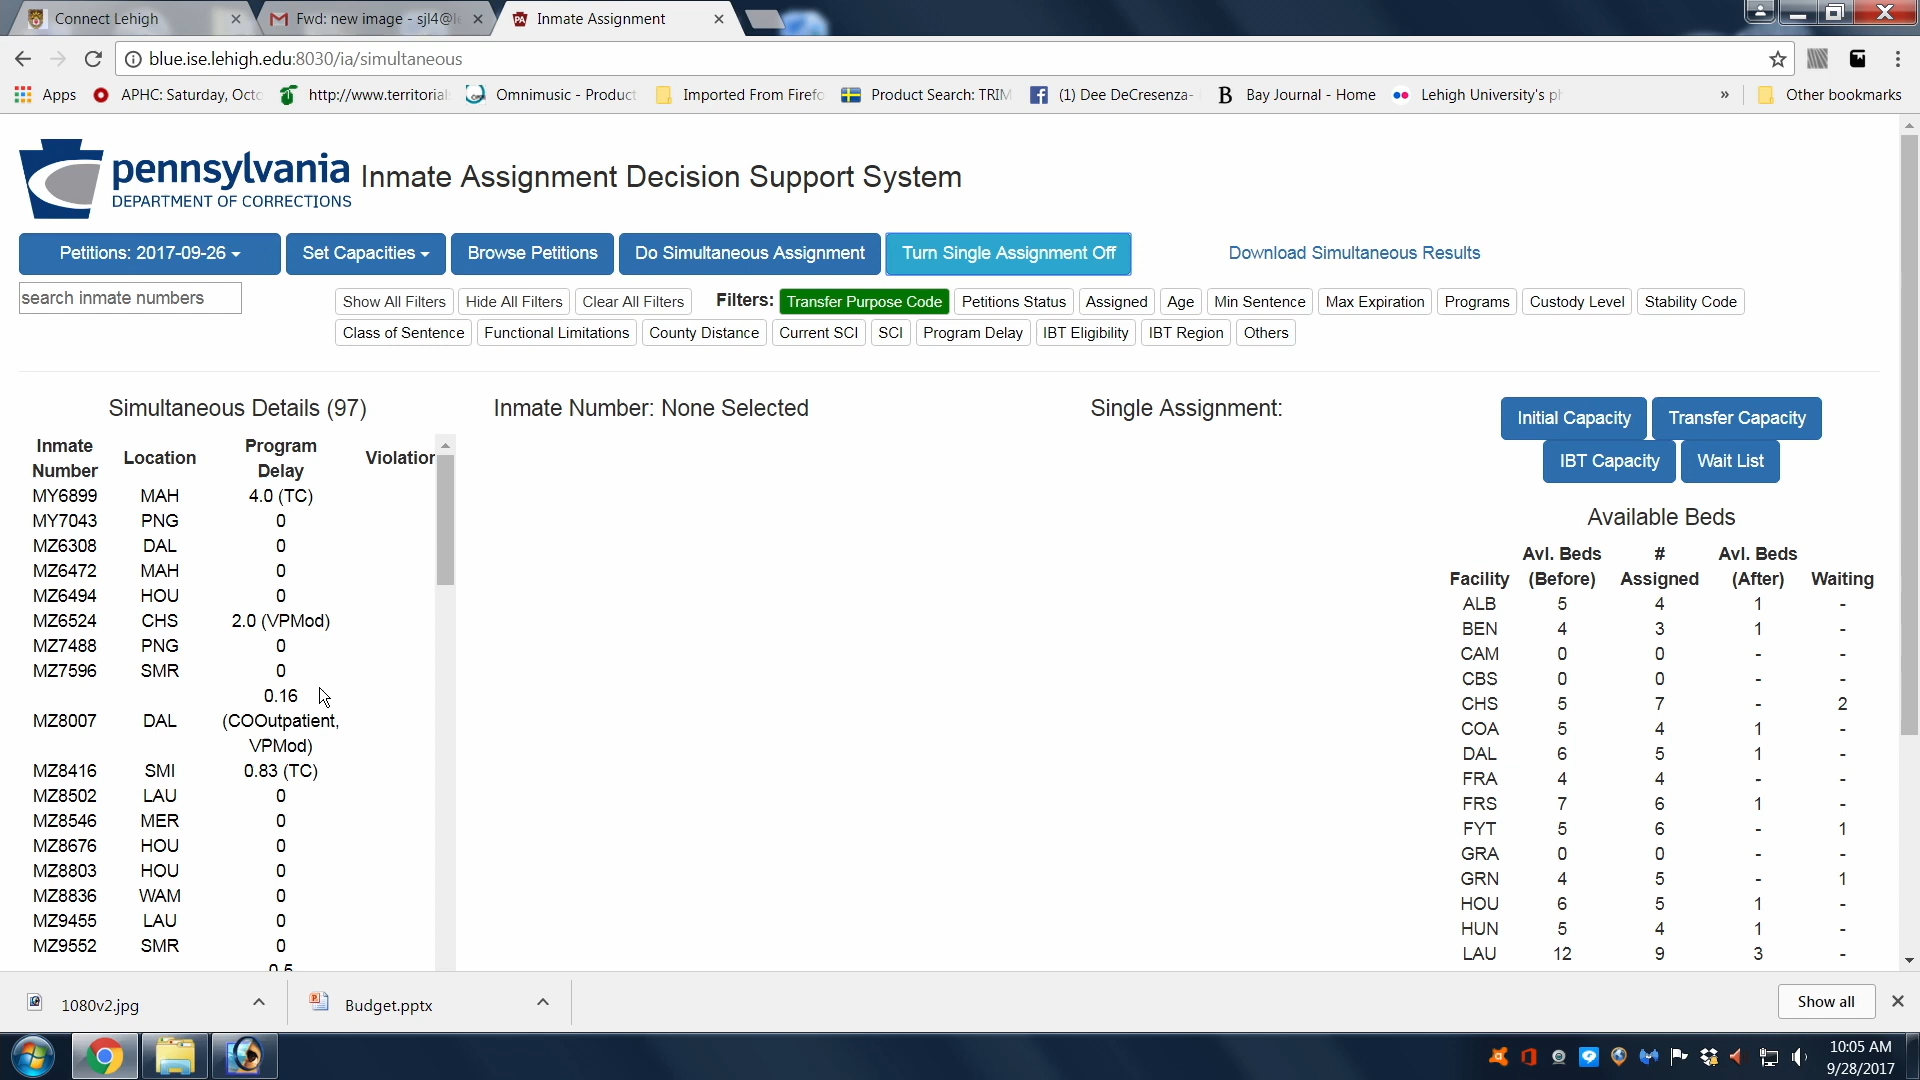 Connect Lehigh
Fwd: new image - sjl4@l
Inmate Assignment
blue.ise.lehigh.edu:8030/ia/simultaneous
Apps
APHC: Saturday, Octo
http://www.territorial
Omnimusic - Product
Imported From Firefo
Product Search: TRIM
(1) Dee DeCresenza-
B Bay Journal - Home
Lehigh University's ph
»
Other bookmarks
pennsylvania
DEPARTMENT OF CORRECTIONS
Inmate Assignment Decision Support System
Petitions: 2017-09-26
Set Capacities
Browse Petitions
Do Simultaneous Assignment
Turn Single Assignment Off
Download Simultaneous Results
search inmate numbers
Show All Filters Hide All Filters Clear All Filters Filters: Transfer Purpose Code Petitions Status Assigned Age Min Sentence Max Expiration Programs Custody Level Stability Code
Class of Sentence Functional Limitations County Distance Current SCI SCI Program Delay IBT Eligibility IBT Region Others
Simultaneous Details (97)
Inmate Number Location Program Delay Violation
MY6899 MAH 4.0 (TC)
MY7043 PNG 0
MZ6308 DAL 0
MZ6472 MAH 0
MZ6494 HOU 0
MZ6524 CHS 2.0 (VPMod)
MZ7488 PNG 0
MZ7596 SMR 0
0.16
MZ8007 DAL (COOutpatient,
VPMod)
MZ8416 SMI 0.83 (TC)
MZ8502 LAU 0
MZ8546 MER 0
MZ8676 HOU 0
MZ8803 HOU 0
MZ8836 WAM 0
MZ9455 LAU 0
MZ9552 SMR 0
0.5
Inmate Number: None Selected
Single Assignment:
Initial Capacity
Transfer Capacity
IBT Capacity
Wait List
Available Beds
Facility Avl. Beds (Before) # Assigned Avl. Beds (After) Waiting
ALB 5 4 1 -
BEN 4 3 1 -
CAM 0 0 - -
CBS 0 0 - -
CHS 5 7 - 2
COA 5 4 1 -
DAL 6 5 1 -
FRA 4 4 - -
FRS 7 6 1 -
FYT 5 6 - 1
GRA 0 0 - -
GRN 4 5 - 1
HOU 6 5 1 -
HUN 5 4 1 -
LAU 12 9 3 -
1080v2.jpg
Budget.pptx
Show all
10:05 AM
9/28/2017